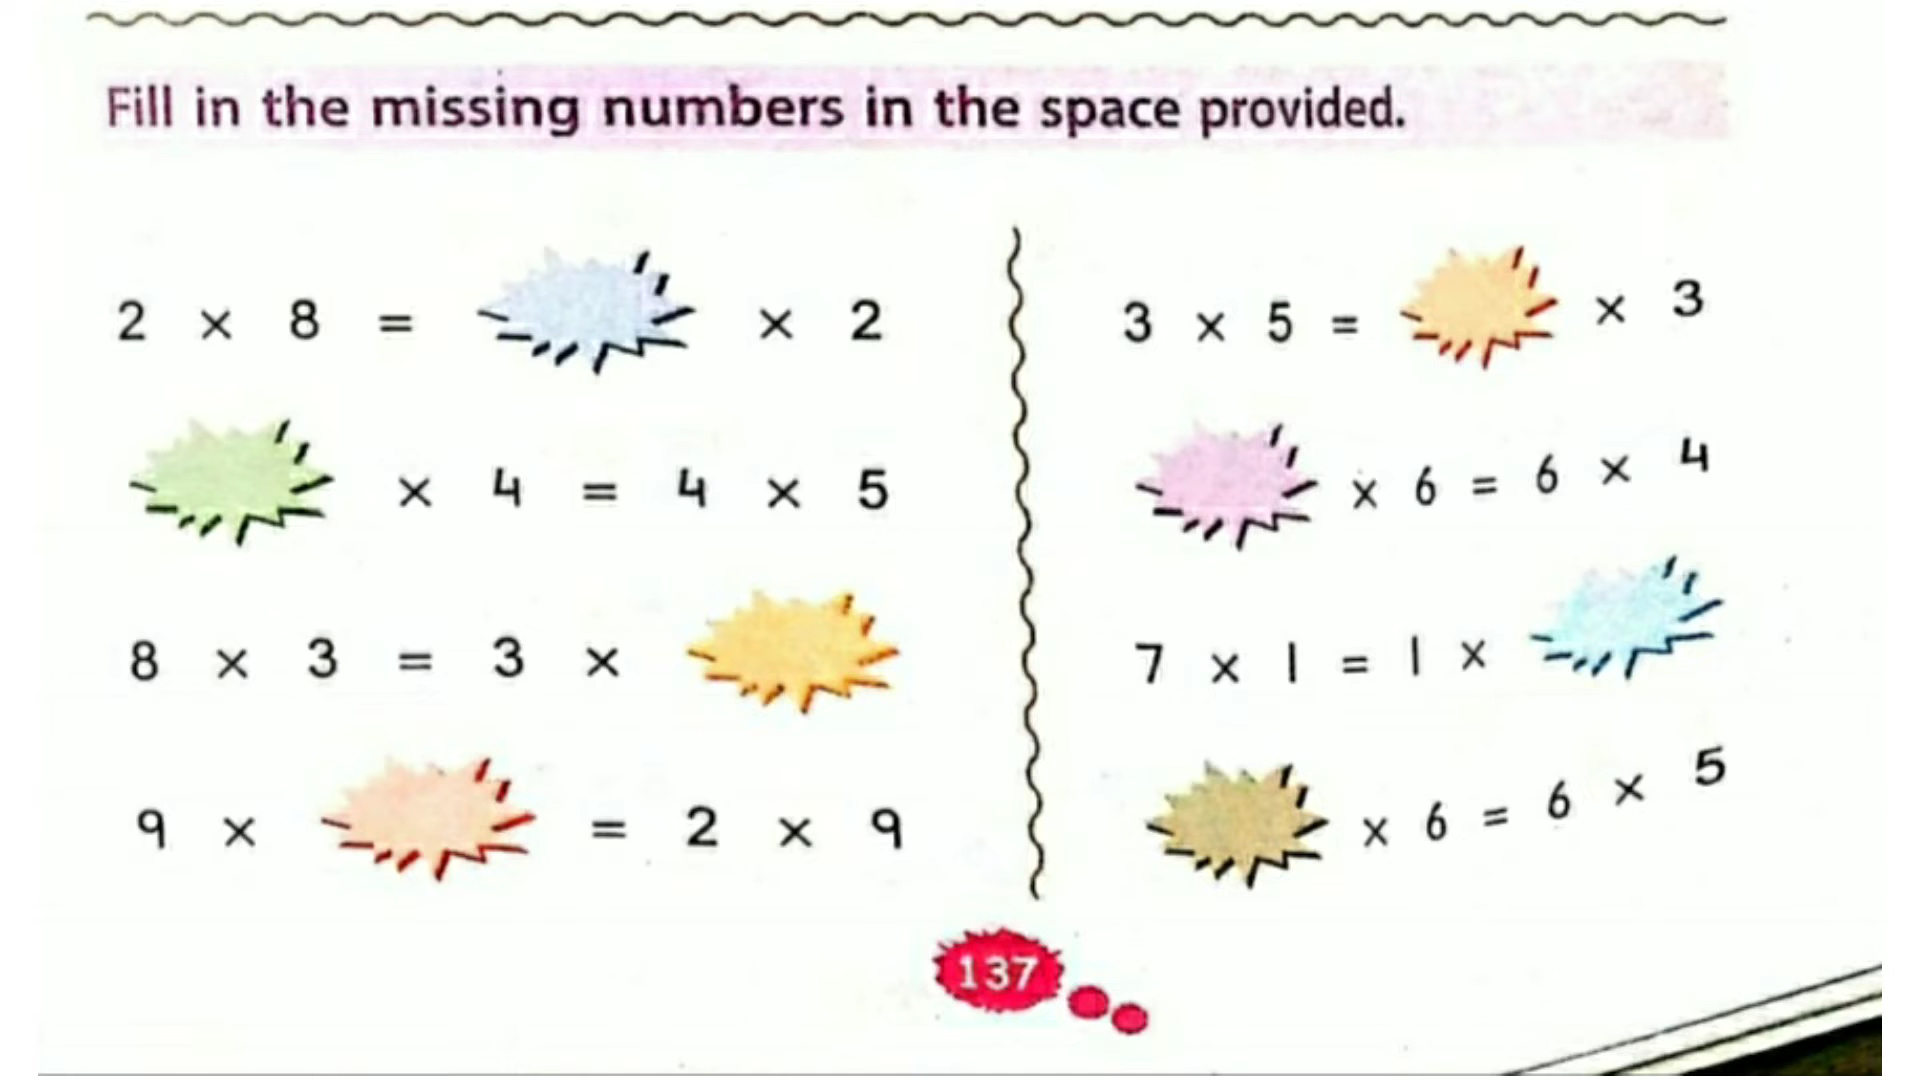 Fill in the missing numbers in the space provided.
2 × 8 = × 2
× 4 = 4 × 5
8 × 3 = 3 ×
9 × = 2 × 9
3 × 5 = × 3
× 6 = 6 × 4
7 × 1 = 1 ×
× 6 = 6 × 5
137